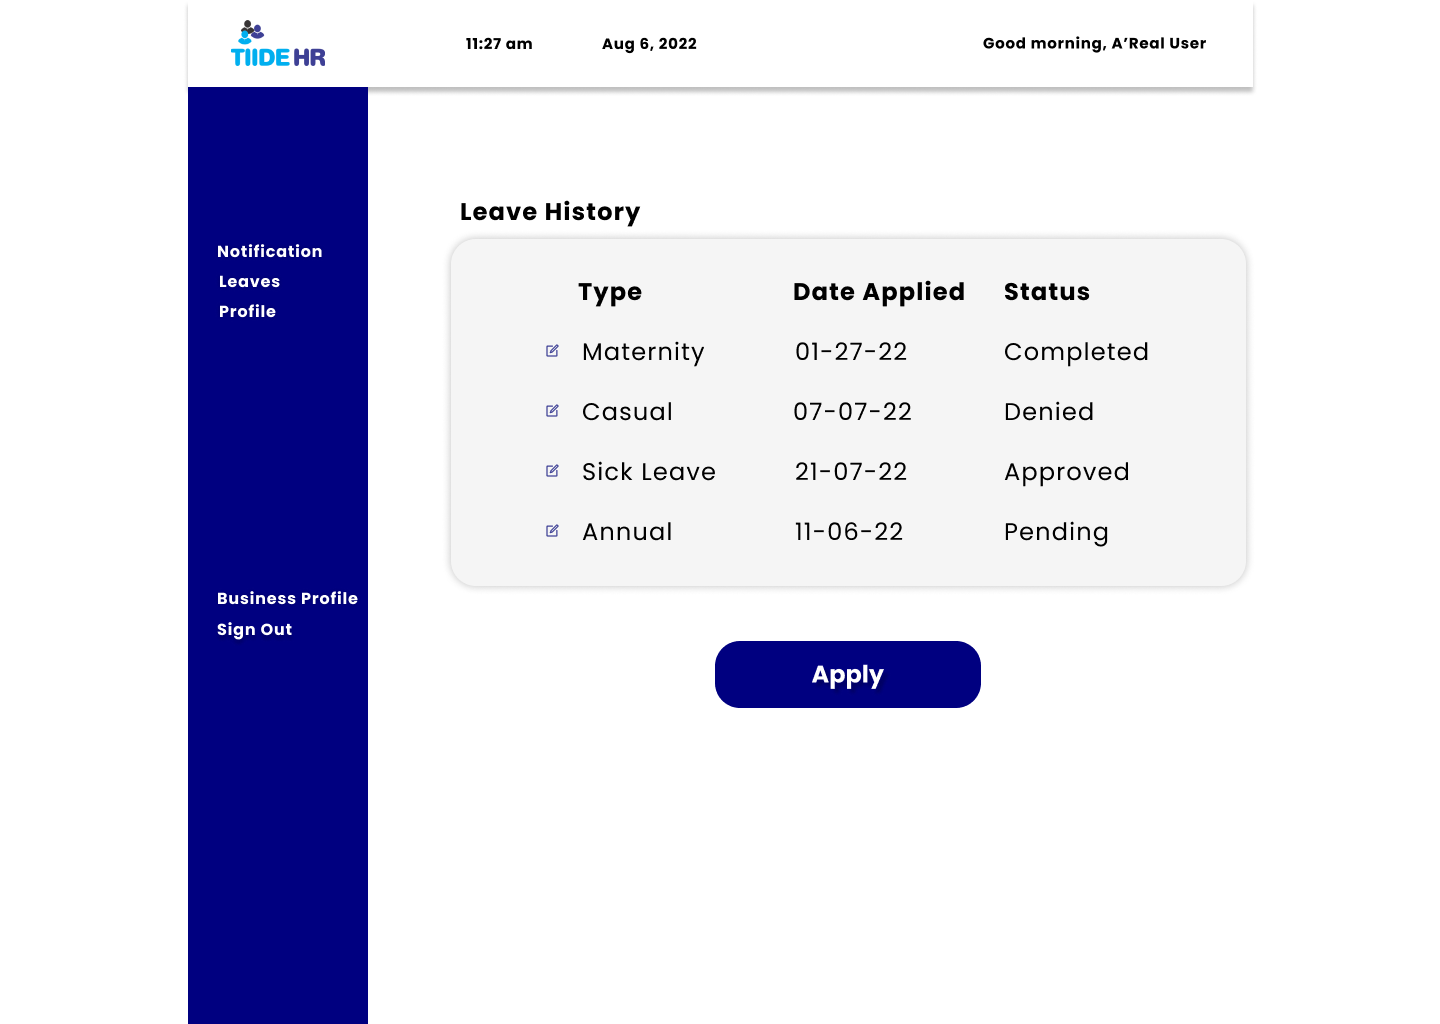 TIIDE HR
11:27 am Aug 6, 2022 Good morning, A’Real User
Notification
Leaves
Profile
Business Profile
Sign Out
Leave History
Type Date Applied Status
Maternity 01-27-22 Completed
Casual 07-07-22 Denied
Sick Leave 21-07-22 Approved
Annual 11-06-22 Pending
Apply